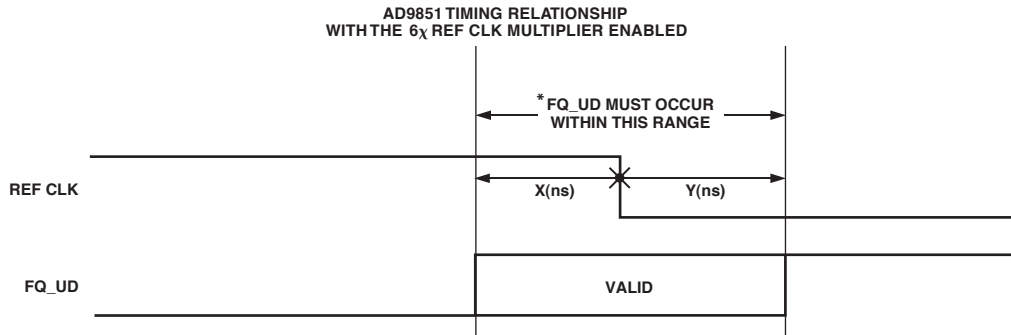 AD9851 TIMING RELATIONSHIP
WITH THE 6χ REF CLK MULTIPLIER ENABLED
*FQ_UD MUST OCCUR
WITHIN THIS RANGE
REF CLK
X(ns)
Y(ns)
FQ_UD
VALID